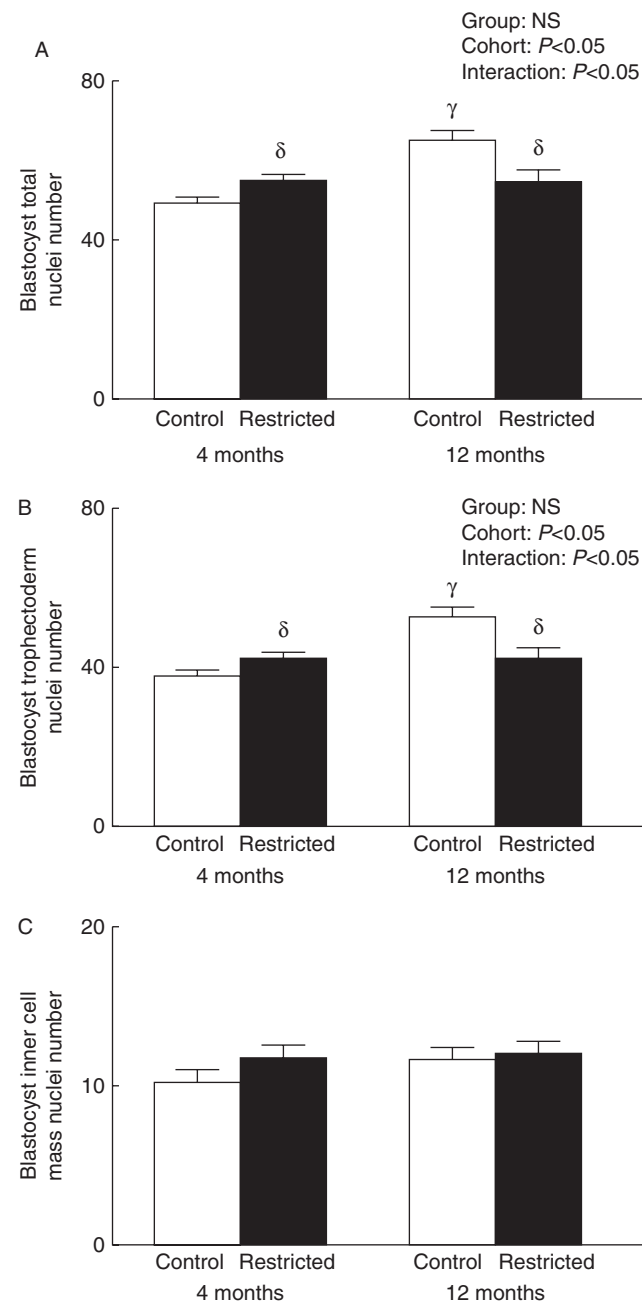 A
Group: NS
Cohort: P<0.05
Interaction: P<0.05
Blastocyst total
nuclei number
80
40
0
γ
δ
δ
Control Restricted Control Restricted
4 months 12 months
B
Group: NS
Cohort: P<0.05
Interaction: P<0.05
Blastocyst trophectoderm
nuclei number
80
40
0
γ
δ
δ
Control Restricted Control Restricted
4 months 12 months
C
Blastocyst inner cell
mass nuclei number
20
10
0
Control Restricted Control Restricted
4 months 12 months